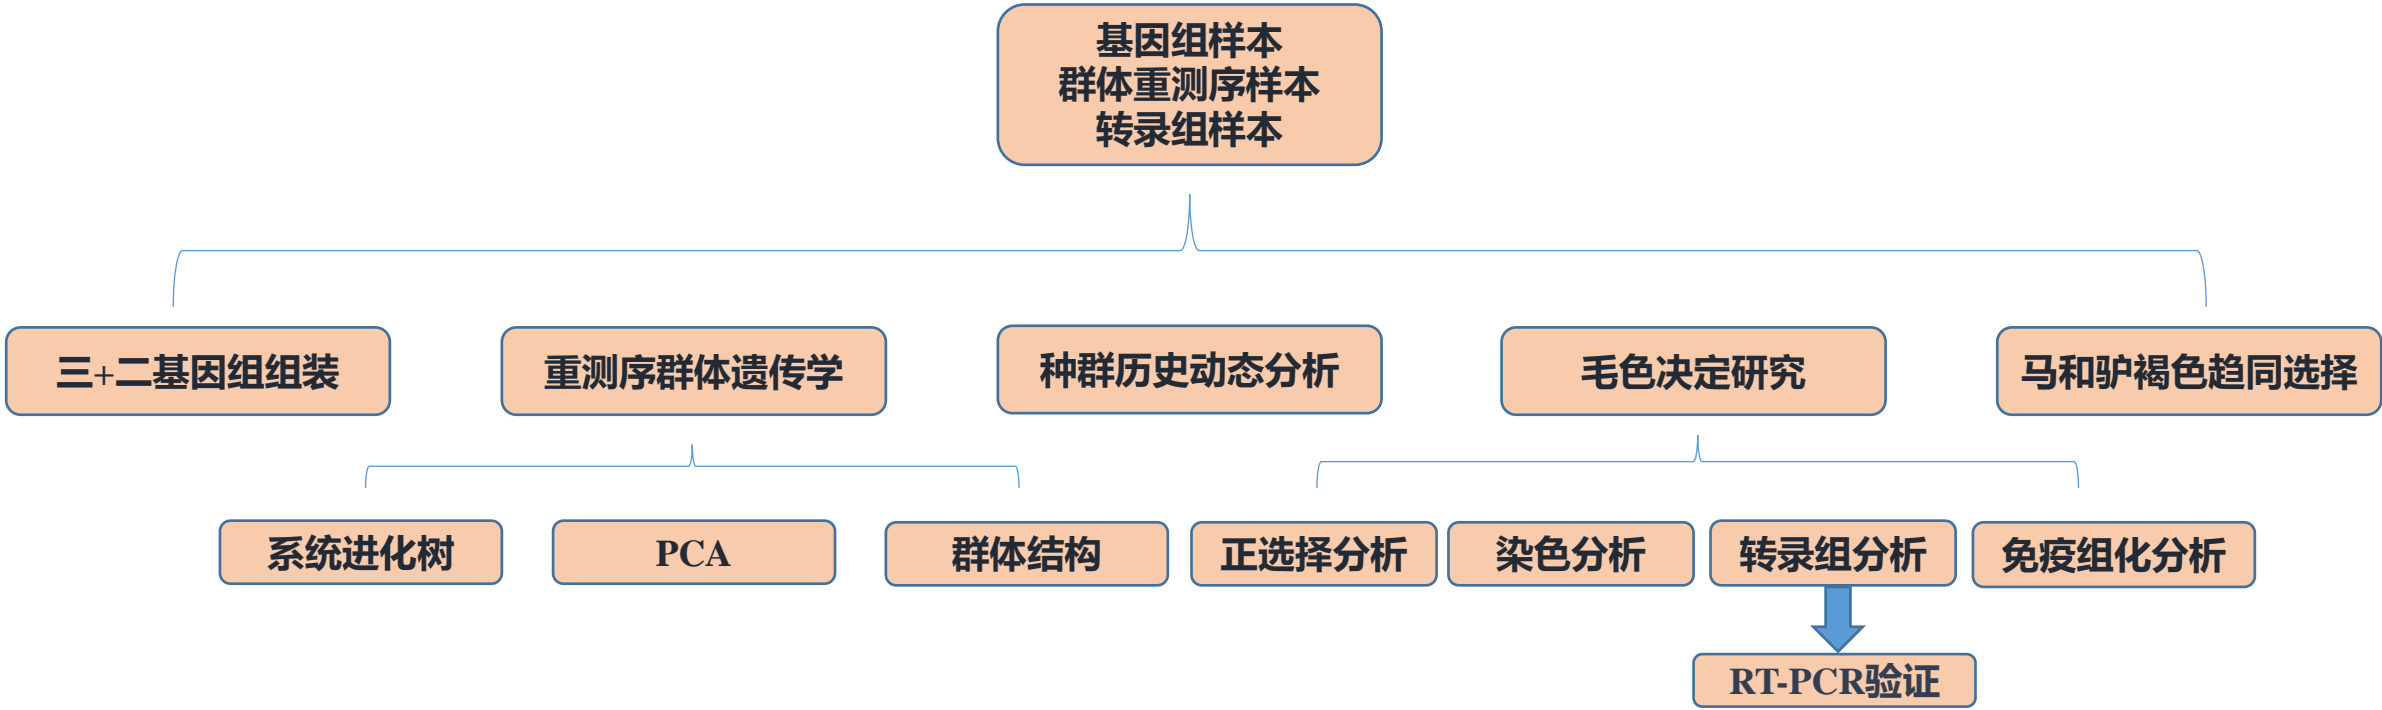 基因组样本
群体重测序样本
转录组样本
三+二基因组组装
重测序群体遗传学
种群历史动态分析
毛色决定研究
马和驴褐色趋同选择
系统进化树
PCA
群体结构
正选择分析
染色分析
转录组分析
免疫组化分析
RT-PCR验证